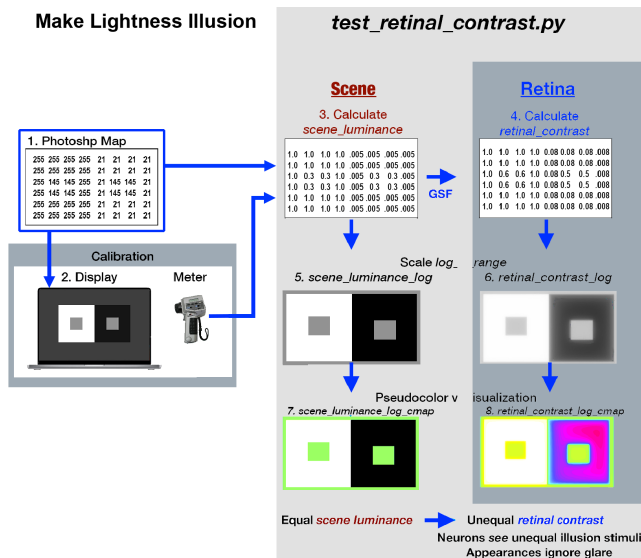 Make Lightness Illusion
test_retinal_contrast.py
Scene
Retina
3. Calculate
scene_luminance
4. Calculate
retinal_contrast
1. Photoshp Map
255 255 255 255 21 21 21 21
255 255 255 255 21 21 21 21
255 145 145 255 21 145 145 21
255 145 145 255 21 145 145 21
255 255 255 255 21 21 21 21
255 255 255 255 21 21 21 21
1.0 1.0 1.0 1.0 .005 .005 .005 .005
1.0 1.0 1.0 1.0 .005 .005 .005 .005
1.0 0.3 0.3 1.0 .005 0.3 0.3 .005
1.0 0.3 0.3 1.0 .005 0.3 0.3 .005
1.0 1.0 1.0 1.0 .005 .005 .005 .005
1.0 1.0 1.0 1.0 .005 .005 .005 .005
GSF
1.0 1.0 1.0 1.0 0.08 0.08 0.08 .008
1.0 1.0 1.0 1.0 0.08 0.08 0.08 .008
1.0 0.6 0.6 1.0 0.08 0.5 0.5 .008
1.0 0.6 0.6 1.0 0.08 0.5 0.5 .008
1.0 1.0 1.0 1.0 0.08 0.08 0.08 .008
1.0 1.0 1.0 1.0 0.08 0.08 0.08 .008
Calibration
2. Display
Meter
Scale log_ range
5. scene_luminance_log
6. retinal_contrast_log
Pseudocolor v isualization
7. scene_luminance_log_cmap
8. retinal_contrast_log_cmap
Equal scene luminance
Unequal retinal contrast
Neurons see unequal illusion stimuli
Appearances ignore glare